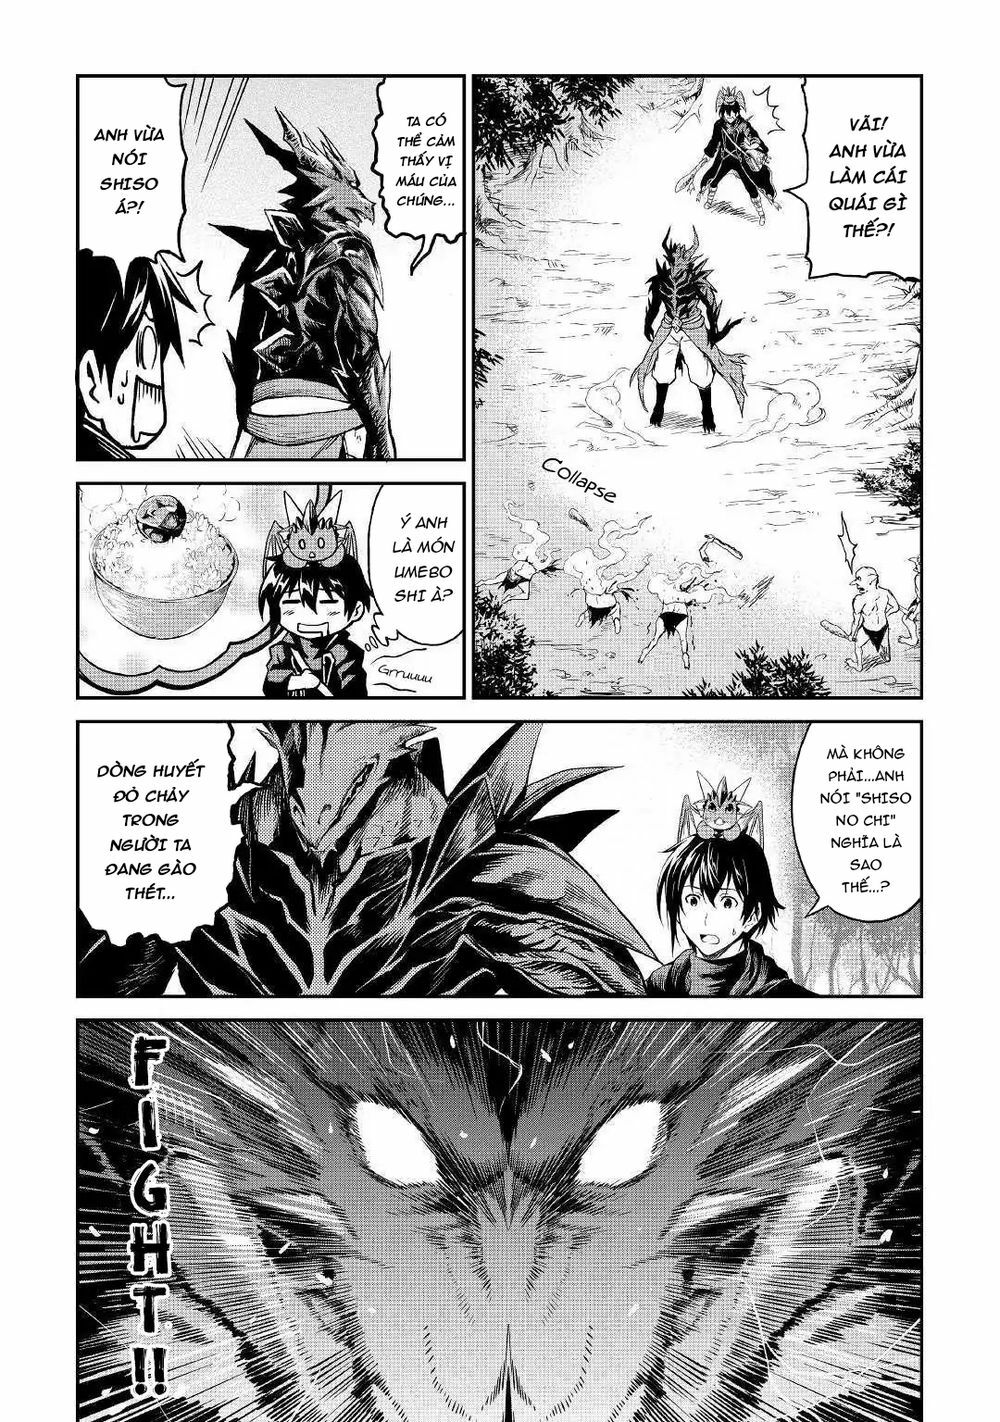 VÃI!
ANH VỪA
LÀM CÁI
QUÁI GÌ
THẾ?!
Collapse
TA CÓ
THỂ CẢM
THẤY VỊ
MÁU CỦA
CHÚNG...
ANH VỪA
NÓI
SHISO
Á?!
Ý ANH
LÀ MÓN
UMEBO
SHI À?
Grruuuu
MÀ KHÔNG
PHẢI...ANH
NÓI "SHISO
NO CHI"
NGHĨA LÀ
SAO
THẾ...?
DÒNG HUYẾT
ĐỎ CHẢY
TRONG
NGƯỜI TA
ĐANG GÀO
THÉT...
FIGHT!!